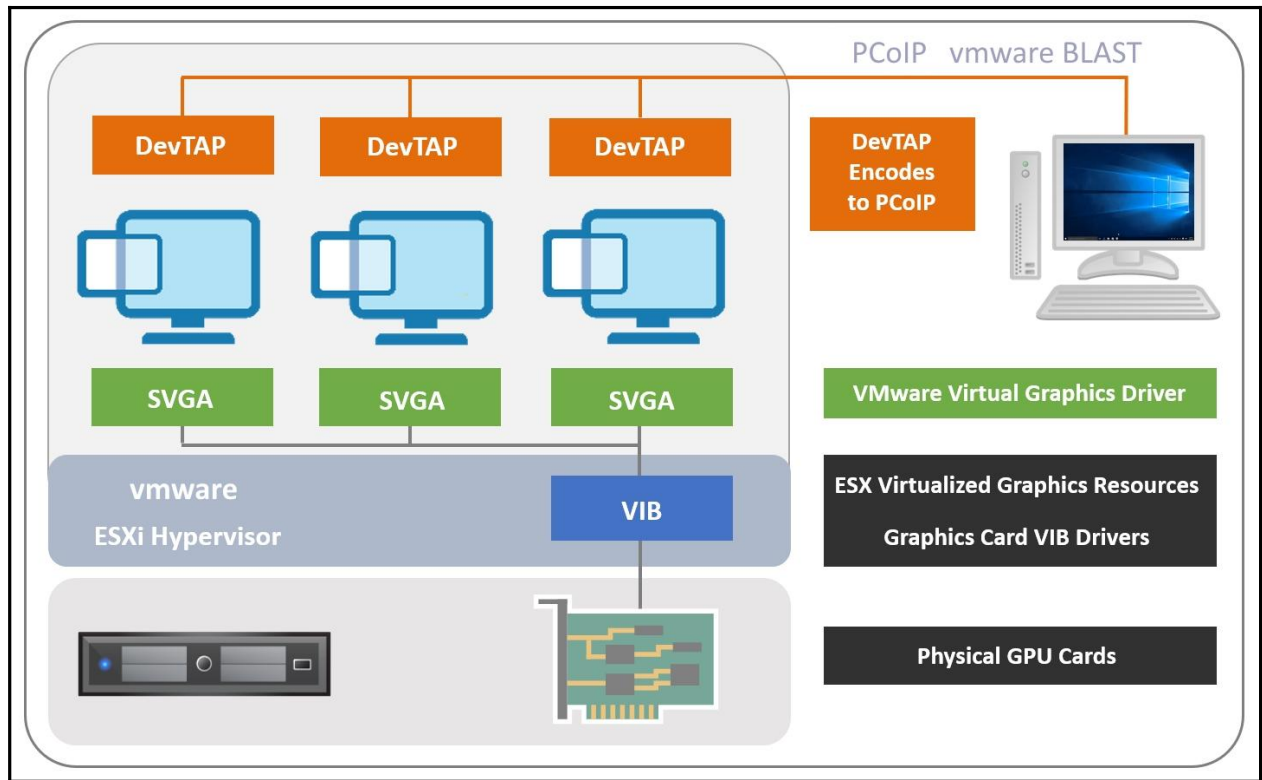 PCoIP vmware BLAST
DevTAP
DevTAP
DevTAP
DevTAP
Encodes
to PCoIP
SVGA
SVGA
SVGA
VMware Virtual Graphics Driver
vmware
ESXi Hypervisor
VIB
ESX Virtualized Graphics Resources
Graphics Card VIB Drivers
Physical GPU Cards